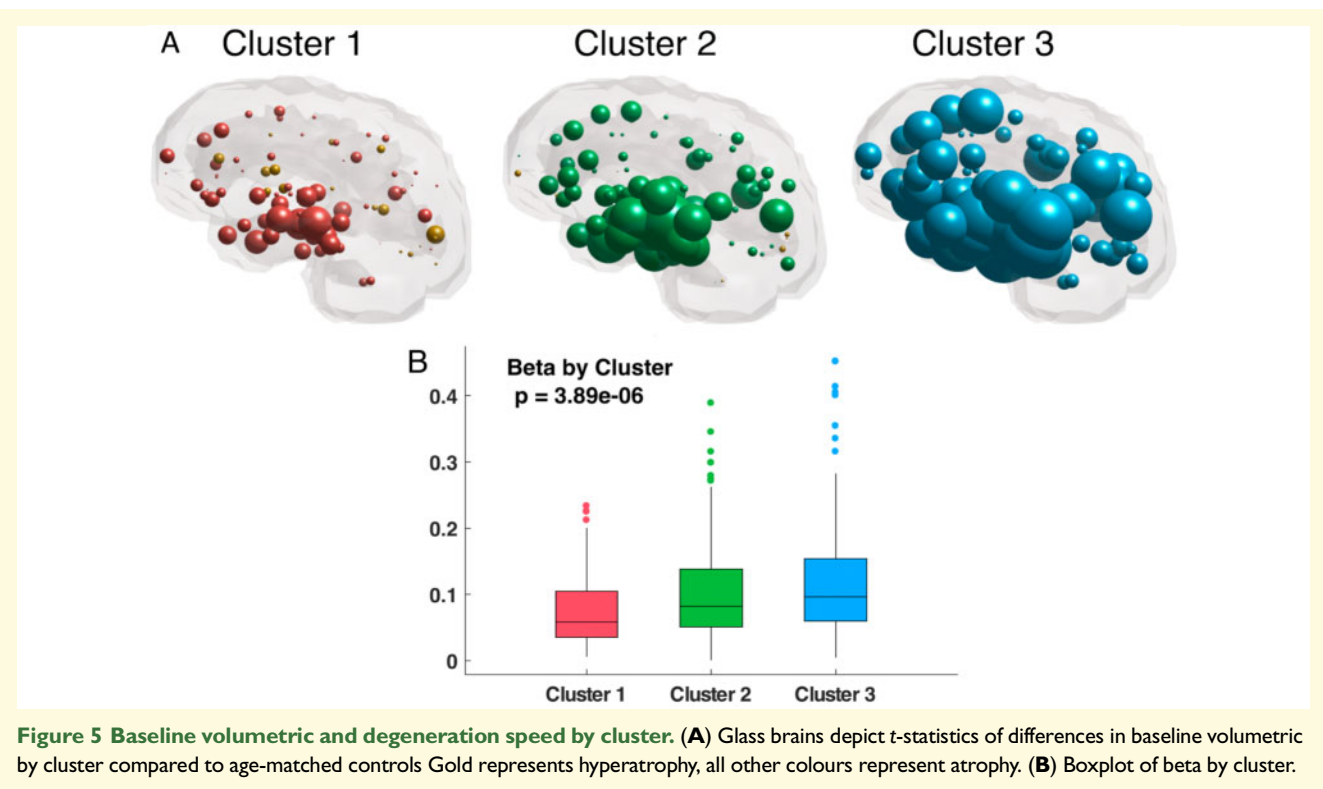 A Cluster 1 Cluster 2 Cluster 3
B
Beta by Cluster
p = 3.89e-06
0.4
0.3
0.2
0.1
0
Cluster 1 Cluster 2 Cluster 3
Figure 5 Baseline volumetric and degeneration speed by cluster. (A) Glass brains depict t-statistics of differences in baseline volumetric
by cluster compared to age-matched controls Gold represents hyperatrophy, all other colours represent atrophy. (B) Boxplot of beta by cluster.